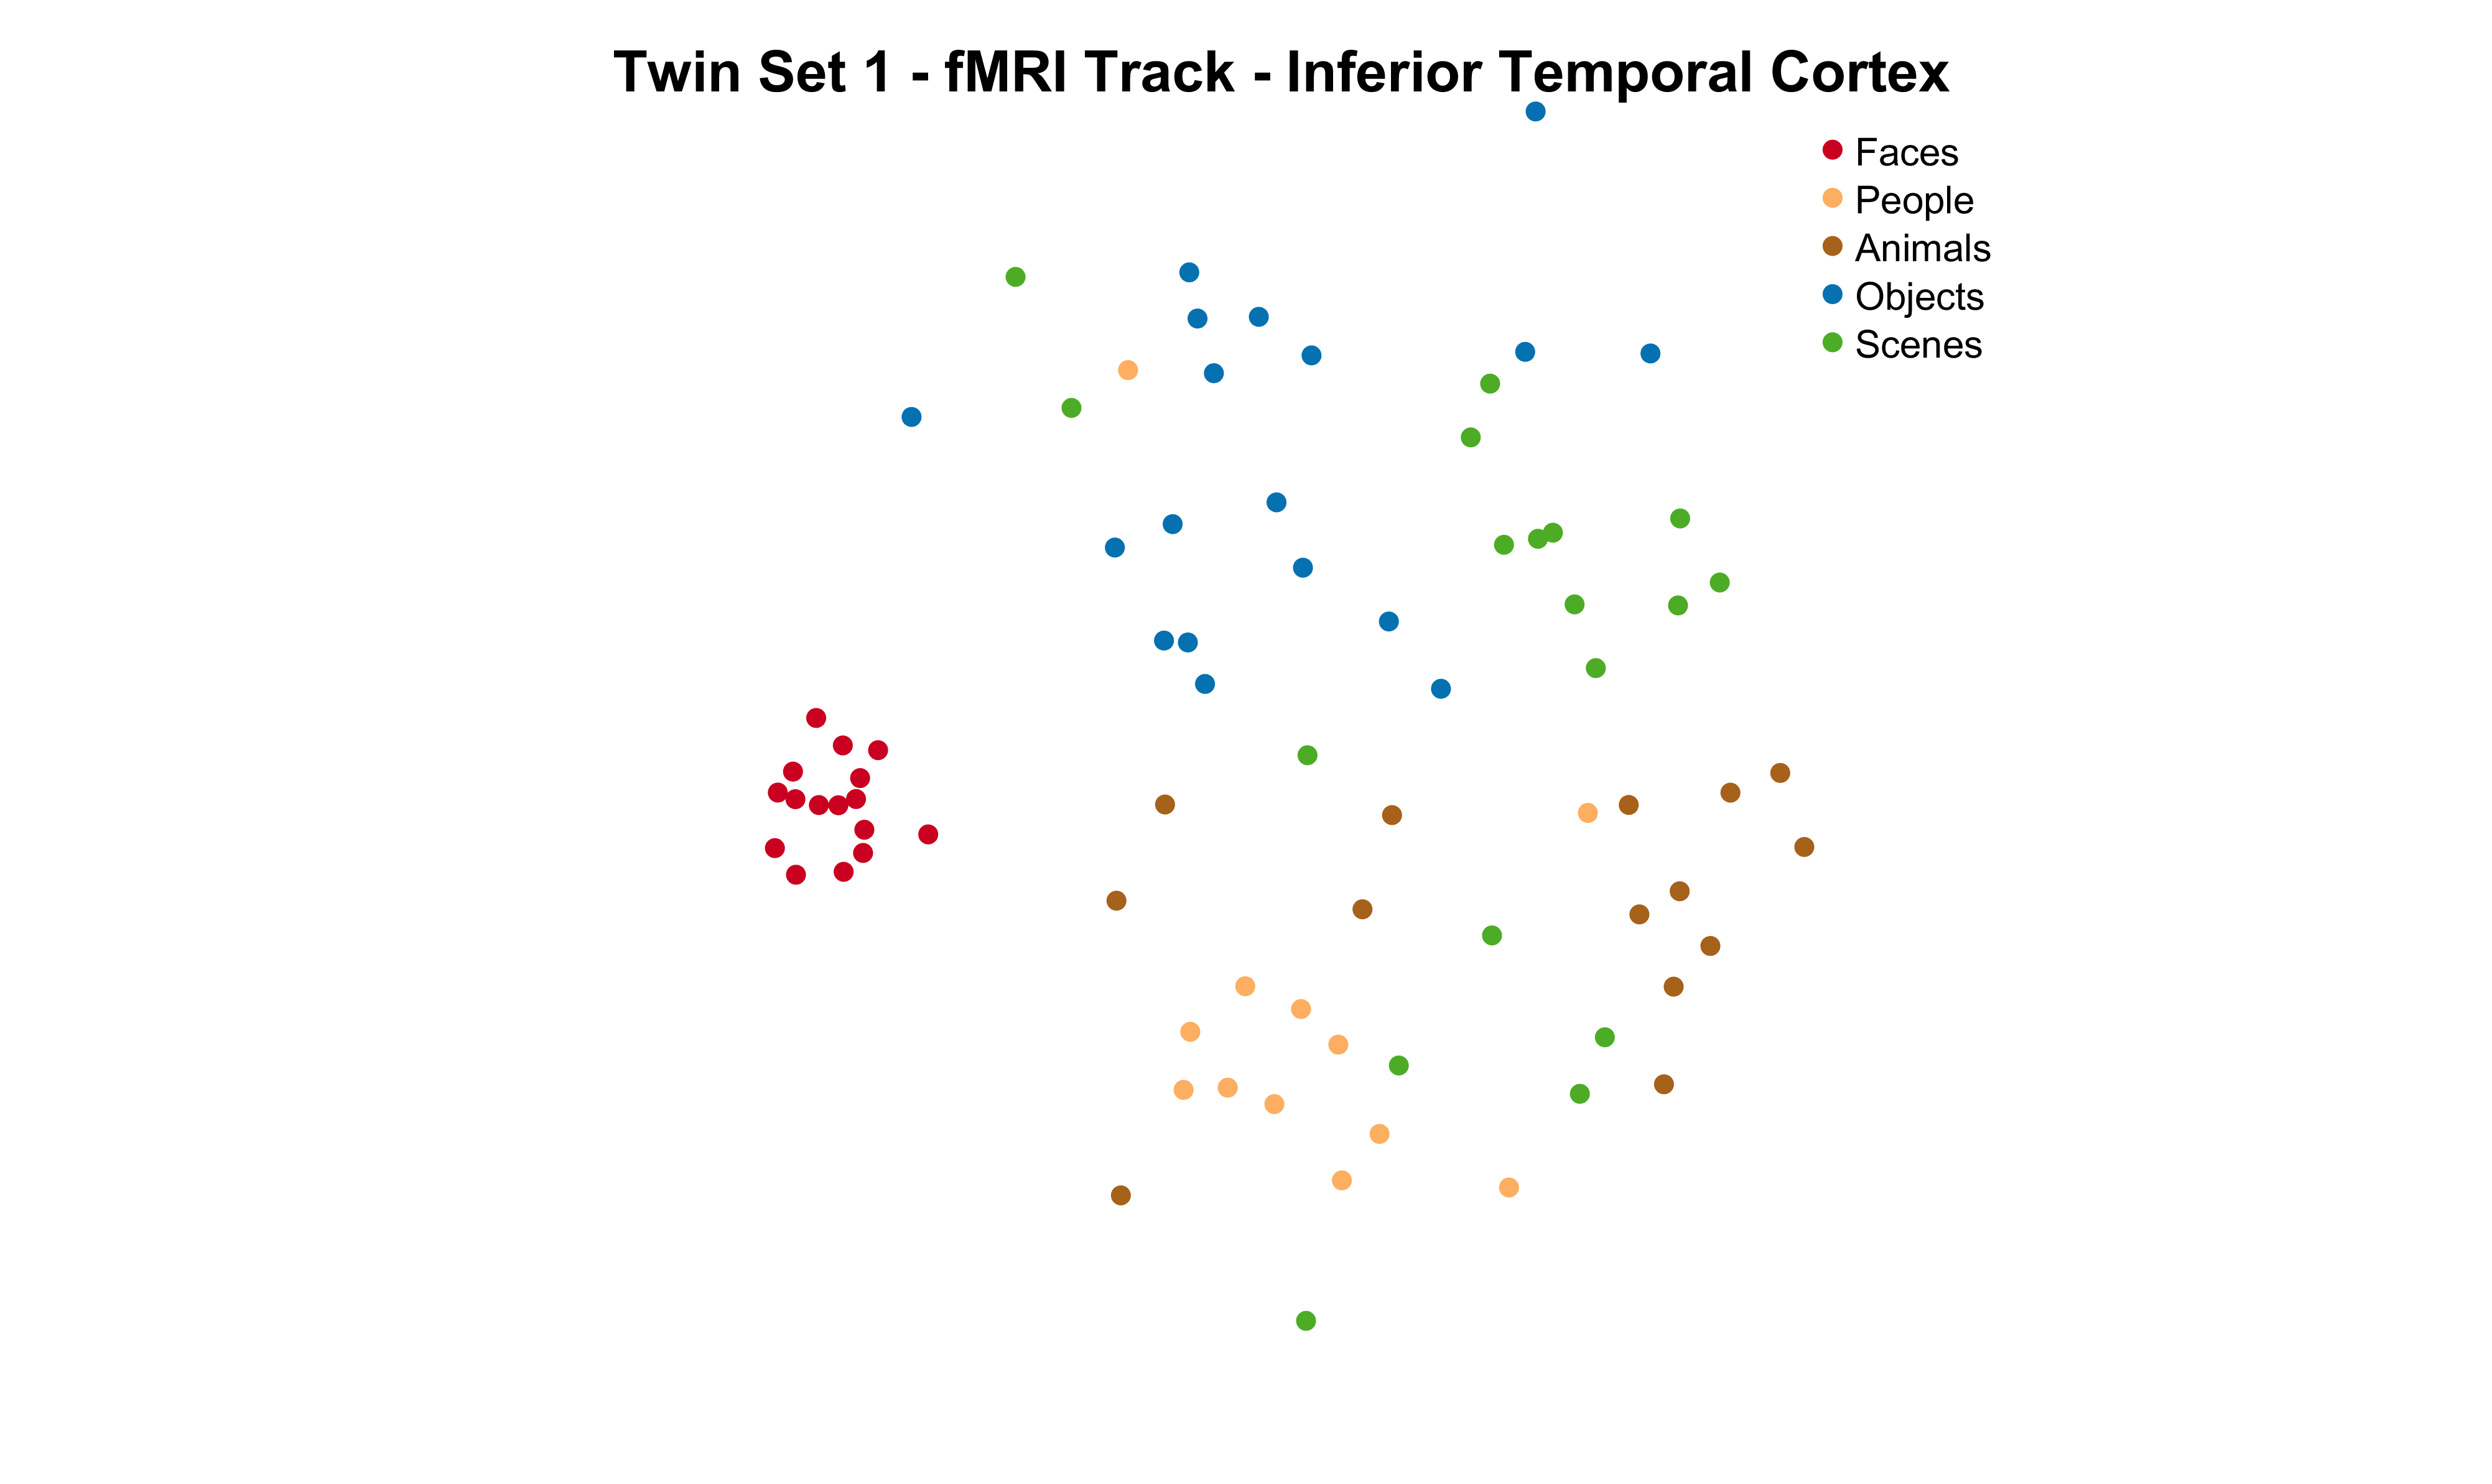 Twin Set 1 - fMRI Track - Inferior Temporal Cortex
Faces
People
Animals
Objects
Scenes